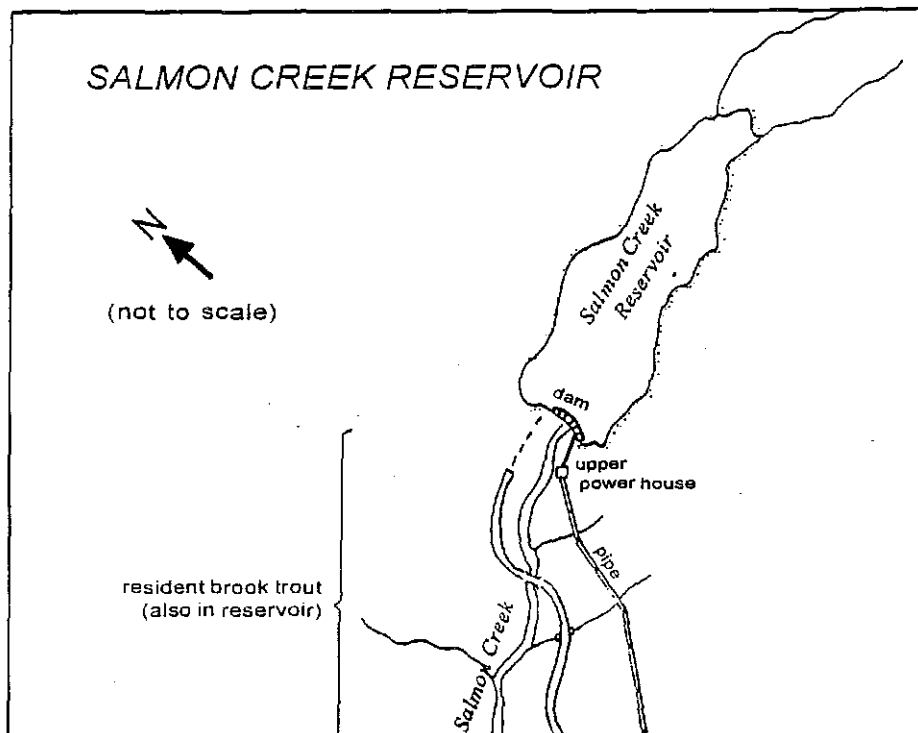 SALMON CREEK RESERVOIR
N
(not to scale)
Salmon Creek
Reservoir
dam
upper
power house
pipe
resident brook trout
(also in reservoir)
Salmon Creek